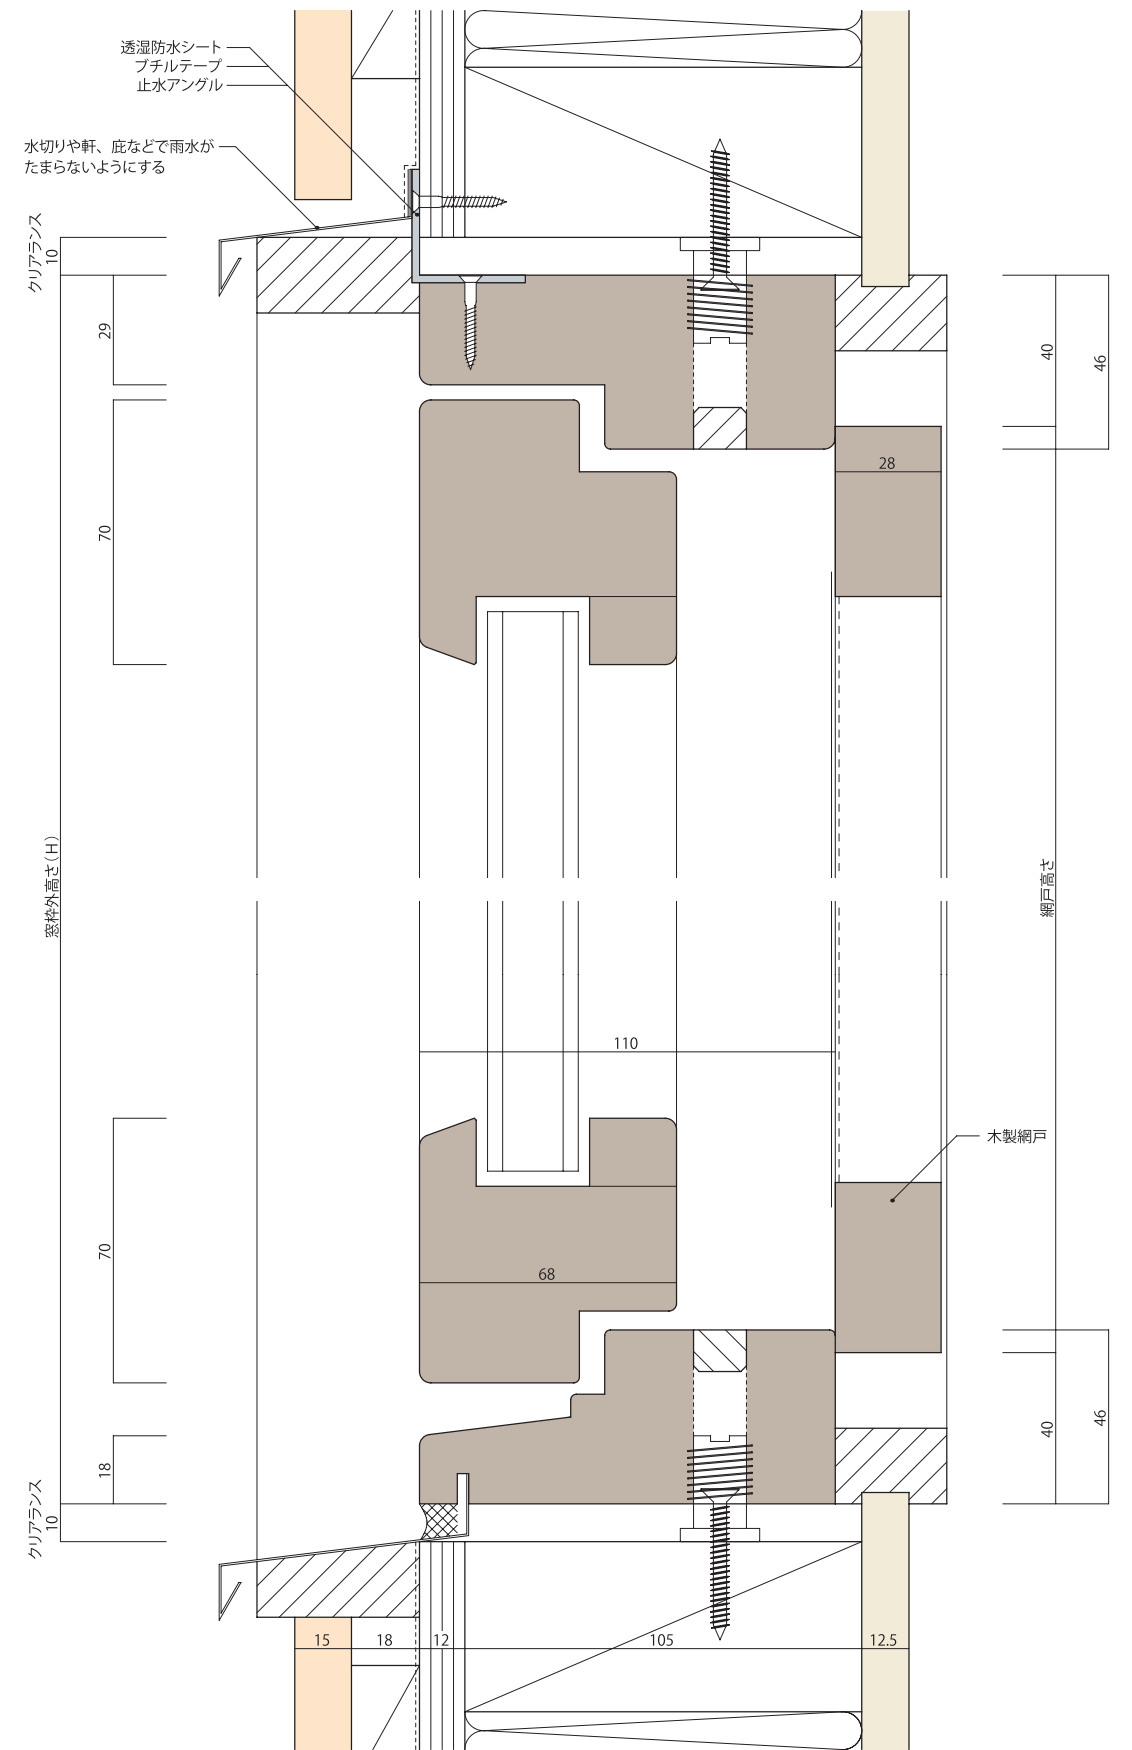 透湿防水シート
ブチルテープ
止水アングル
水切りや軒、庇などで雨水が
たまらないようにする
クリアランス
10
29
40
46
28
70
窓枠外高さ(H)
網戸高さ
110
木製網戸
70
68
18
40
46
クリアランス
10
15
18
12
105
12.5